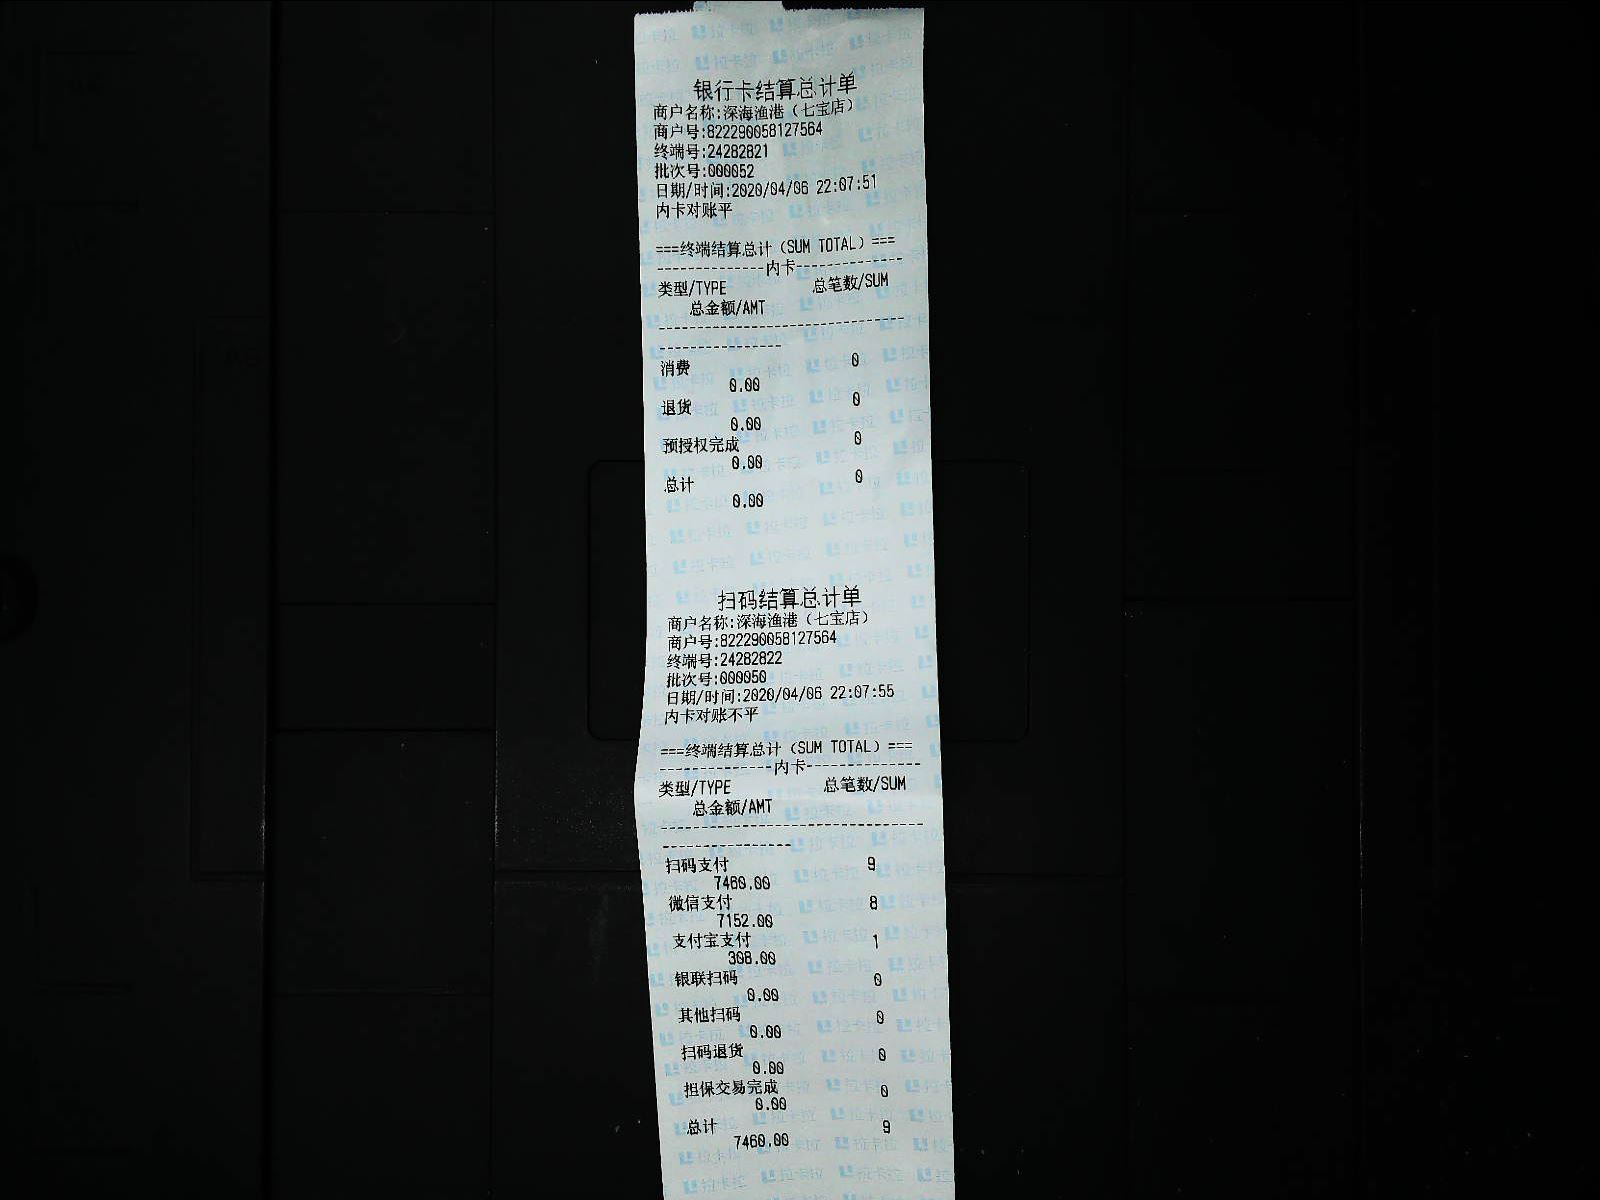 银行卡结算总计单
商户名称:深海渔港（七宝店）
商户号:822290058127564
终端号:24282821
批次号:000052
日期/时间:2020/04/06 22:07:51
内卡对账平
===终端结算总计（SUM TOTAL）===
--------------内卡--------------
类型/TYPE 总笔数/SUM
总金额/AMT
--------------------------------
----------------
消费 0
0.00
退货 0
0.00
预授权完成 0
0.00
总计 0
0.00
扫码结算总计单
商户名称:深海渔港（七宝店）
商户号:822290058127564
终端号:24282822
批次号:000050
日期/时间:2020/04/06 22:07:55
内卡对账不平
===终端结算总计（SUM TOTAL）===
--------------内卡--------------
类型/TYPE 总笔数/SUM
总金额/AMT
--------------------------------
----------------
扫码支付 9
7460.00
微信支付 8
7152.00
支付宝支付 1
308.00
银联扫码 0
0.00
其他扫码 0
0.00
扫码退货 0
0.00
担保交易完成 0
0.00
总计 9
7460.00